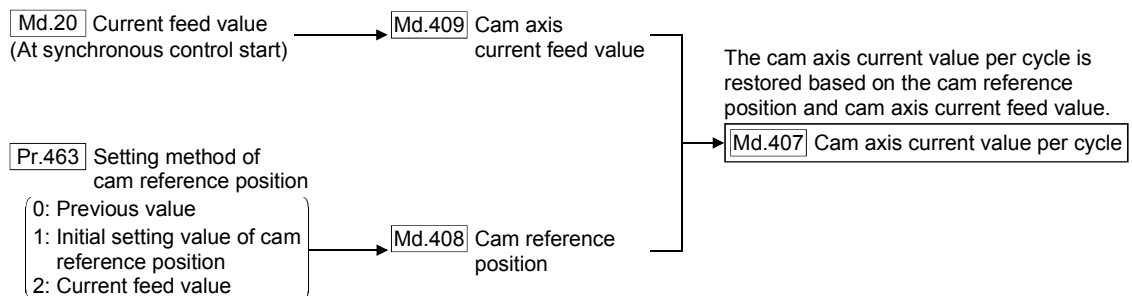 Md.20 Current feed value
(At synchronous control start)
Md.409 Cam axis
current feed value
The cam axis current value per cycle is
restored based on the cam reference
position and cam axis current feed value.
Md.407 Cam axis current value per cycle
Pr.463 Setting method of
cam reference position
0: Previous value
1: Initial setting value of cam
reference position
2: Current feed value
Md.408 Cam reference
position